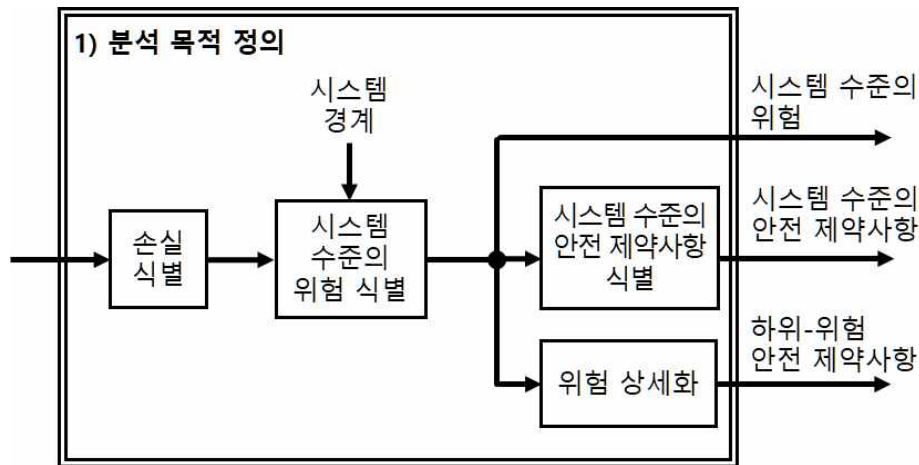 1) 분석 목적 정의
시스템
경계
손실
식별
시스템
수준의
위험 식별
시스템 수준의
안전 제약사항
식별
위험 상세화
시스템 수준의
위험
시스템 수준의
안전 제약사항
하위-위험
안전 제약사항